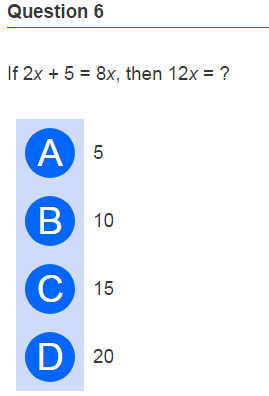 Question 6
If 2x + 5 = 8x, then 12x = ?
A 5
B 10
C 15
D 20